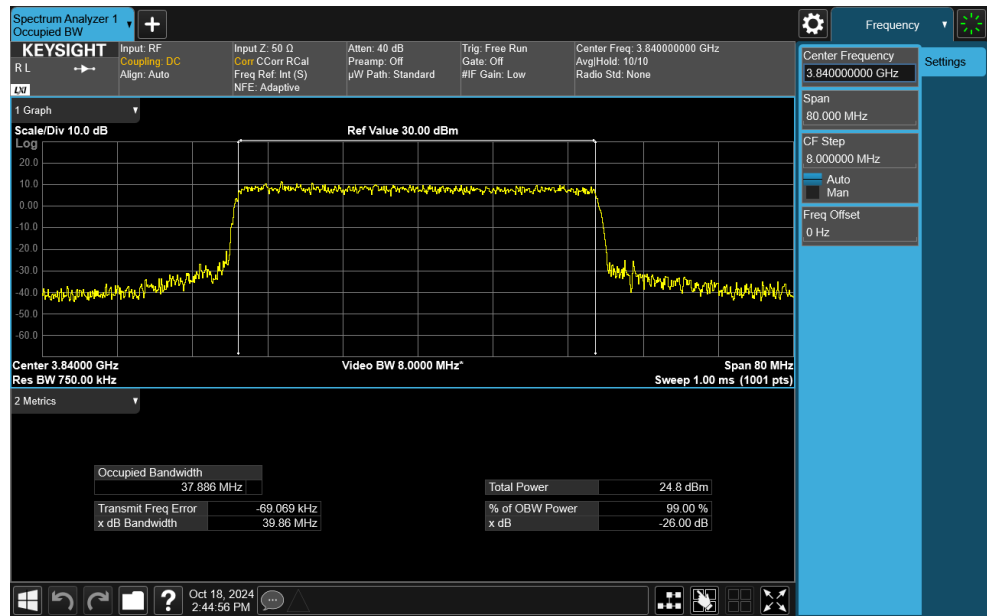 Spectrum Analyzer 1
Occupied BW
Frequency
KEYSIGHT
R L
LXI
Input: RF
Coupling: DC
Align: Auto
Input Z: 50 Ω
Corr CCorr RCal
Freq Ref: Int (S)
NFE: Adaptive
Atten: 40 dB
Preamp: Off
µW Path: Standard
Trig: Free Run
Gate: Off
#IF Gain: Low
Center Freq: 3.840000000 GHz
Avg|Hold: 10/10
Radio Std: None
Center Frequency
3.840000000 GHz
Settings
Span
80.000 MHz
CF Step
8.000000 MHz
Auto
Man
Freq Offset
0 Hz
1 Graph
Scale/Div 10.0 dB
Ref Value 30.00 dBm
Log
20.0
10.0
0.00
-10.0
-20.0
-30.0
-40.0
-50.0
-60.0
Center 3.84000 GHz
Video BW 8.0000 MHz*
Span 80 MHz
Res BW 750.00 kHz
Sweep 1.00 ms (1001 pts)
2 Metrics
Occupied Bandwidth
37.886 MHz
Total Power 24.8 dBm
Transmit Freq Error -69.069 kHz
% of OBW Power 99.00 %
x dB Bandwidth 39.86 MHz
x dB -26.00 dB
Oct 18, 2024
2:44:56 PM